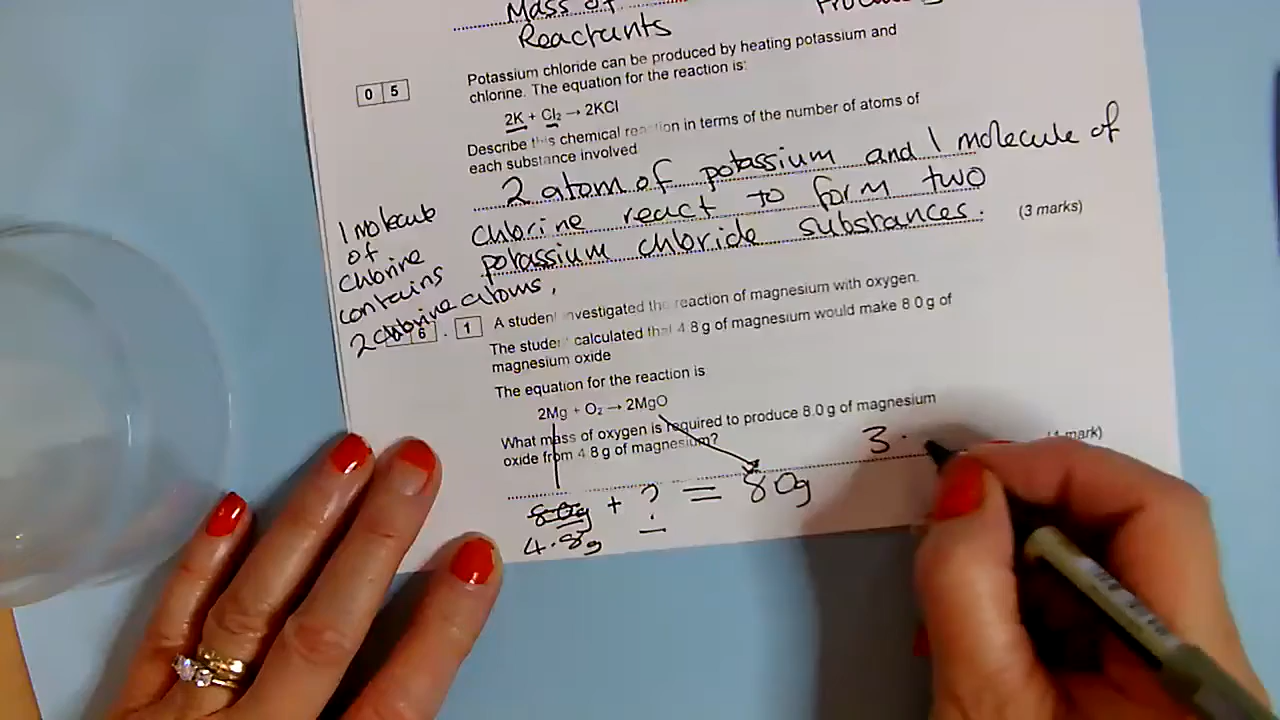 Mass of
Reactants
0 5
Potassium chloride can be produced by heating potassium and
chlorine. The equation for the reaction is:
2K + Cl₂ → 2KCl
Describe this chemical reaction in terms of the number of atoms of
each substance involved
2 atom of potassium and 1 molecule of
chlorine react to form two
potassium chloride substances.
(3 marks)
1 molecule
of
chlorine
contains
2 chlorine atoms,
6 . 1
A student investigated the reaction of magnesium with oxygen.
The student calculated that 4 8 g of magnesium would make 8 0 g of
magnesium oxide
The equation for the reaction is
2Mg + O₂ → 2MgO
What mass of oxygen is required to produce 8.0 g of magnesium
oxide from 4 8 g of magnesium?
mark)
3.
+ ? = 80g
4.8g